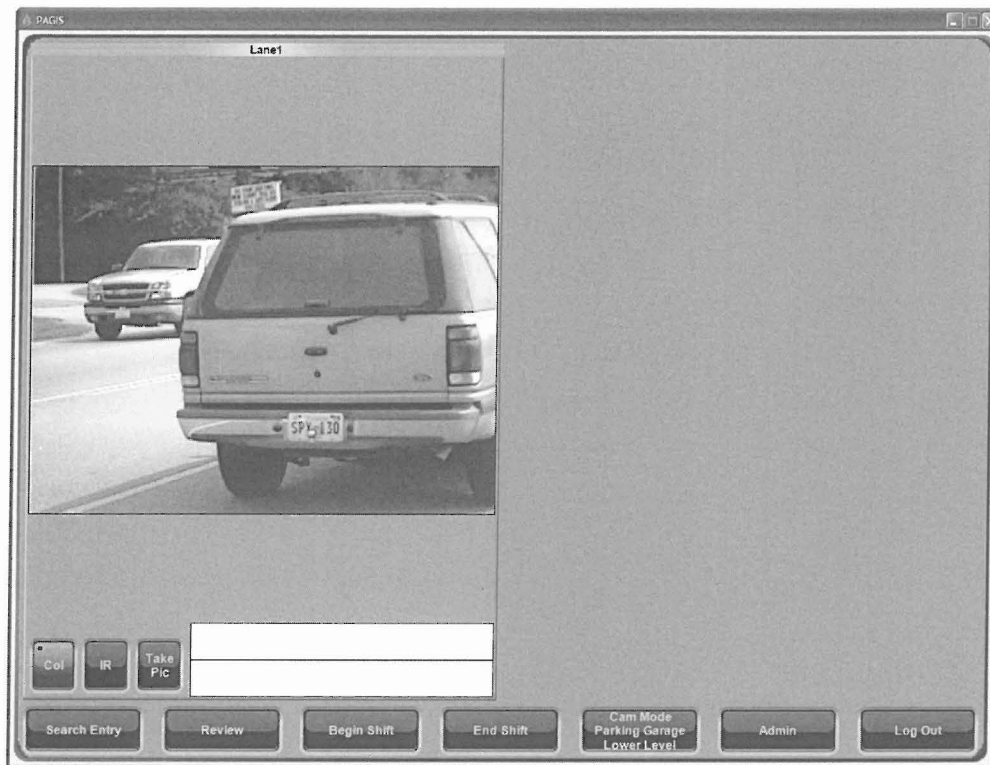 PAGIS
Lane1
SPY 130
Col
IR
Take
Pic
Search Entry
Review
Begin Shift
End Shift
Cam Mode
Parking Garage
Lower Level
Admin
Log Out